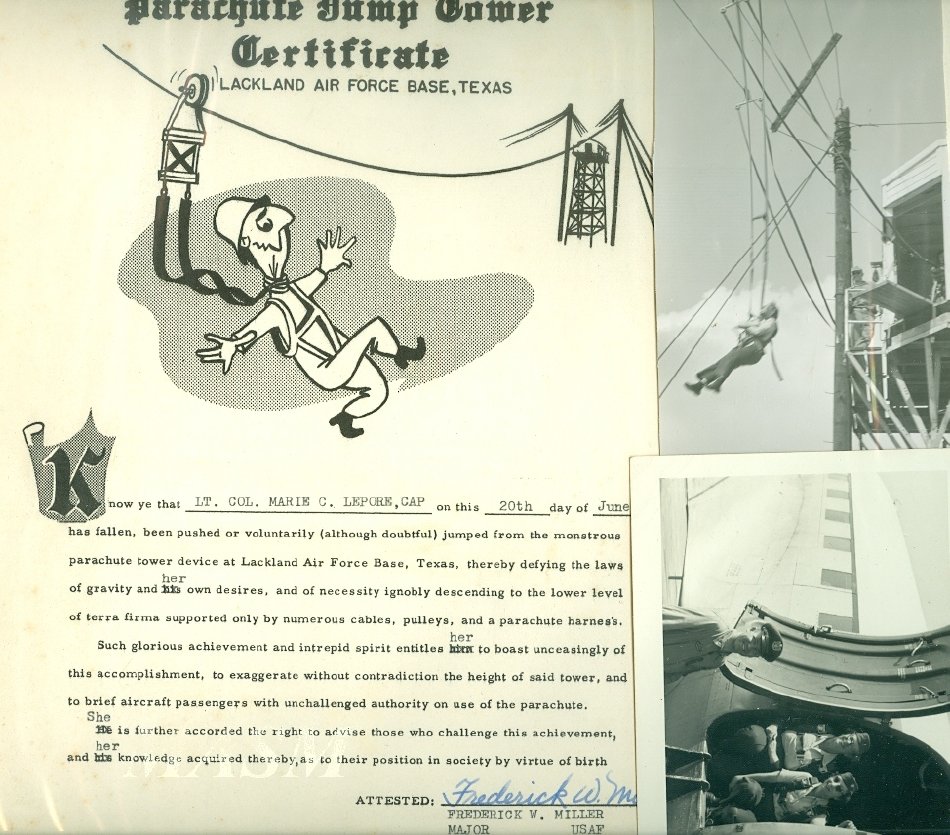 Parachute Jump Tower
Certificate
LACKLAND AIR FORCE BASE, TEXAS
Know ye that LT. COL. MARIE C. LEPORE, CAP on this 20th day of June
has fallen, been pushed or voluntarily (although doubtful) jumped from the monstrous
parachute tower device at Lackland Air Force Base, Texas, thereby defying the laws
her
of gravity and his own desires, and of necessity ignobly descending to the lower level
of terra firma supported only by numerous cables, pulleys, and a parachute harness.
her
Such glorious achievement and intrepid spirit entitles him to boast unceasingly of
this accomplishment, to exaggerate without contradiction the height of said tower, and
to brief aircraft passengers with unchallenged authority on use of the parachute.
She
He is further accorded the right to advise those who challenge this achievement,
her
and his knowledge acquired thereby, as to their position in society by virtue of birth
MASM
ATTESTED: Frederick W. M
FREDERICK W. MILLER
MAJOR USAF